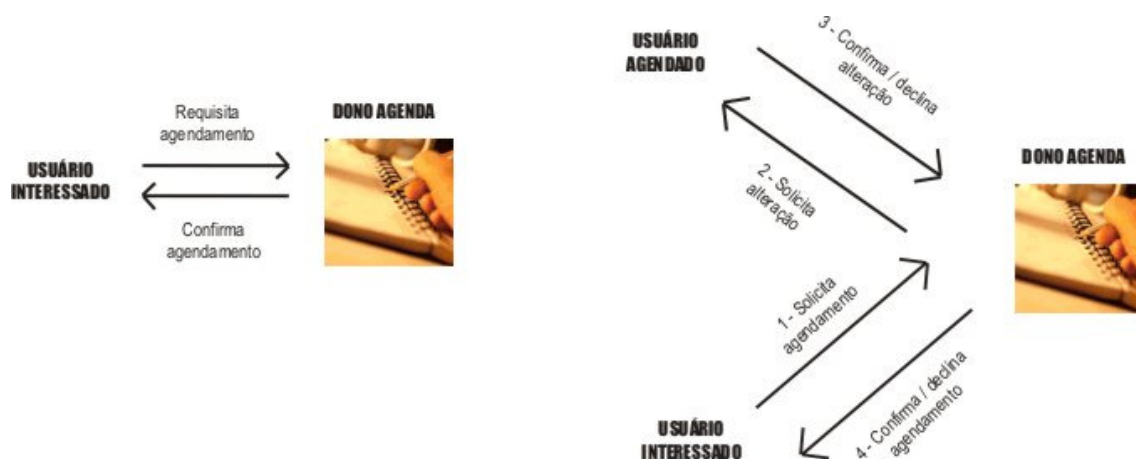 Requisita
agendamento
DONO AGENDA
USUÁRIO
INTERESSADO
Confirma
agendamento
USUÁRIO
AGENDADO
3 - Confirma / declina
alteração
2 - Solicita
alteração
DONO AGENDA
1 - Solicita
agendamento
4 - Confirma / declina
agendamento
USUÁRIO
INTERESSADO